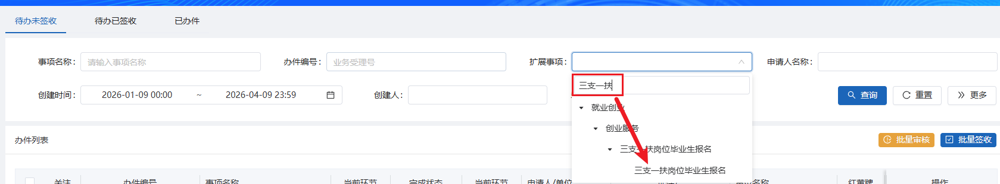 待办未签收 待办已签收 已办件
事项名称： 请输入事项名称 办件编号： 业务受理号 扩展事项： 申请人名称：
三支一扶
创建时间： 2026-01-09 00:00 ~ 2026-04-09 23:59 创建人： 查询 重置 更多
就业创业
创业服务
办件列表 批量审核 批量签收
三支一扶岗位毕业生报名
三支一扶岗位毕业生报名
关注 办件编号 事项名称 当前环节 完成状态 当前环节 申请人/单位 名称 红黄牌 操作